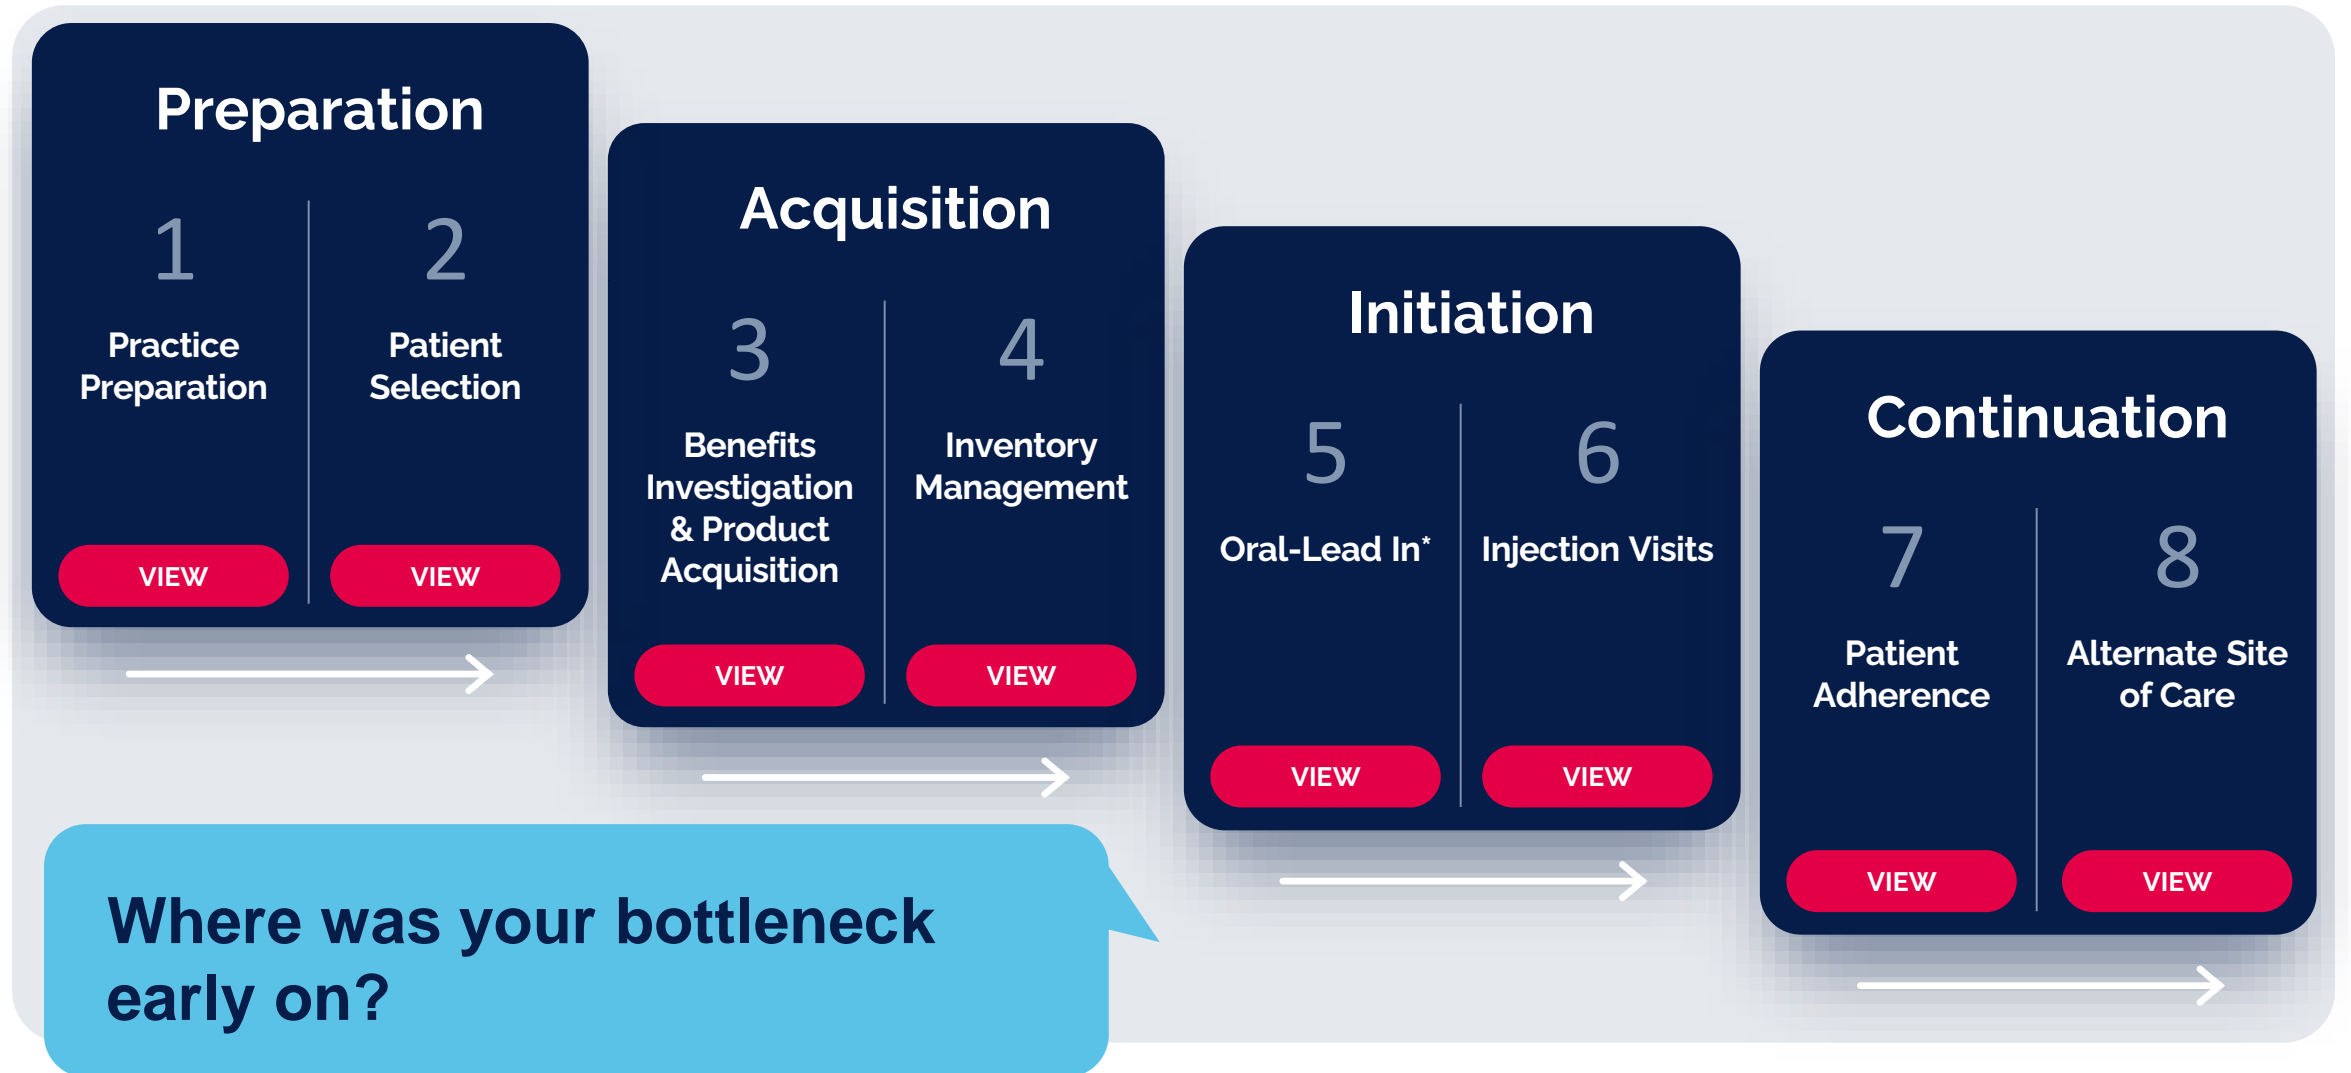 Preparation
1
Practice
Preparation
VIEW
2
Patient
Selection
VIEW
Acquisition
3
Benefits
Investigation
& Product
Acquisition
VIEW
4
Inventory
Management
VIEW
Initiation
5
Oral-Lead In*
VIEW
6
Injection Visits
VIEW
Continuation
7
Patient
Adherence
VIEW
8
Alternate Site
of Care
VIEW
Where was your bottleneck
early on?